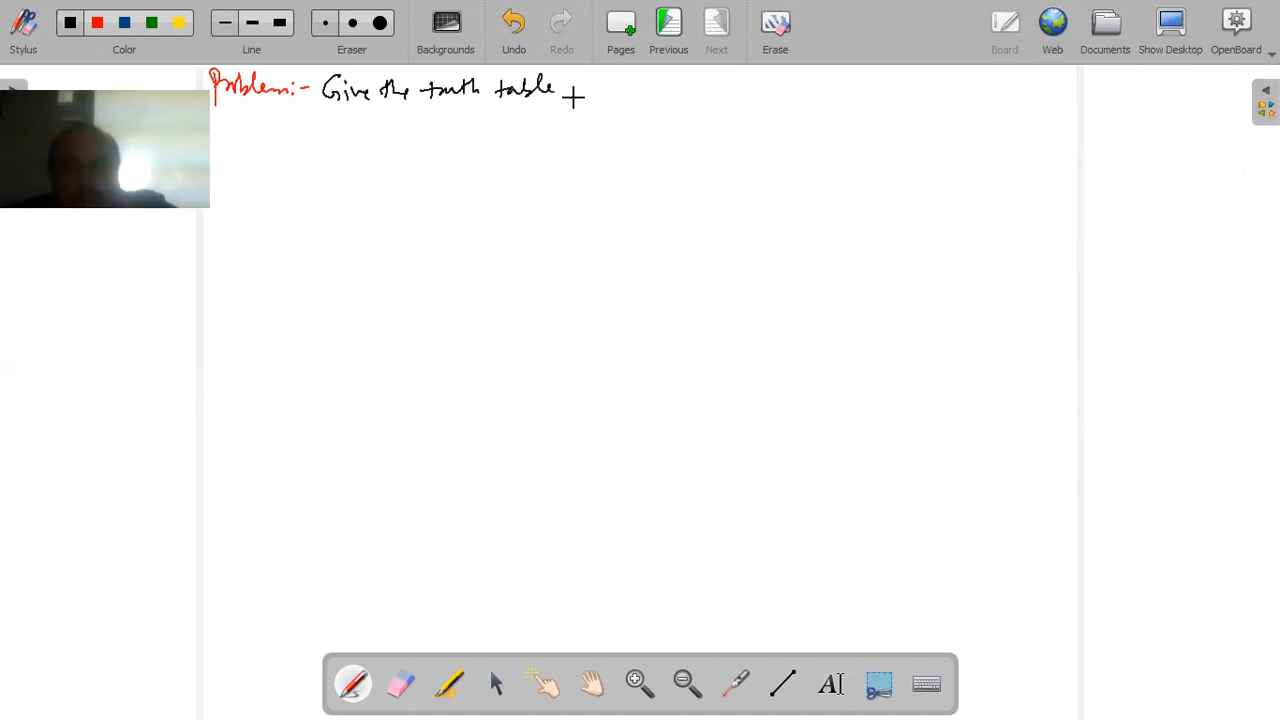 Stylus
Color
Line
Eraser
Backgrounds
Undo
Redo
Pages
Previous
Next
Erase
Board
Web
Documents
Show Desktop
OpenBoard
Problem:- Give the truth table